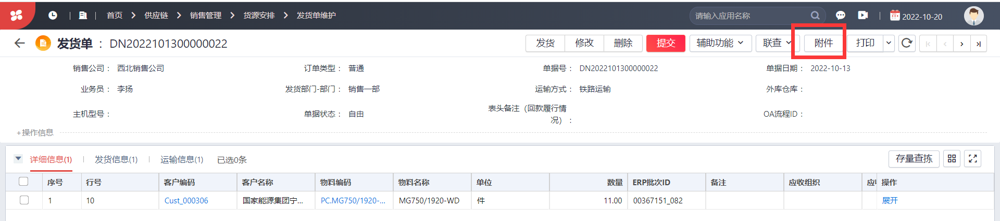 首页 > 供应链 > 销售管理 > 货源安排 > 发货单维护 请输入应用名称 2022-10-20
发货单 ： DN2022101300000022 发货 修改 删除 提交 辅助功能 联查 附件 打印
销售公司： 西北销售公司 订单类型： 普通 单据号： DN2022101300000022 单据日期： 2022-10-13
业务员： 李扬 发货部门-部门： 销售一部 运输方式： 铁路运输 外库仓库：
主机型号： 单据状态： 自由 表头备注（回款履行情 OA流程ID：
况）：
+操作信息
详细信息(1) 发货信息(1) 运输信息(1) 已选0条 存量查拣
序号 行号 客户编码 客户名称 物料编码 物料名称 单位 数量 ERP批次ID 备注 应收组织 操作
1 10 Cust_000306 国家能源集团宁... PC.MG750/1920-... MG750/1920-WD 件 11.00 00367151_082 展开